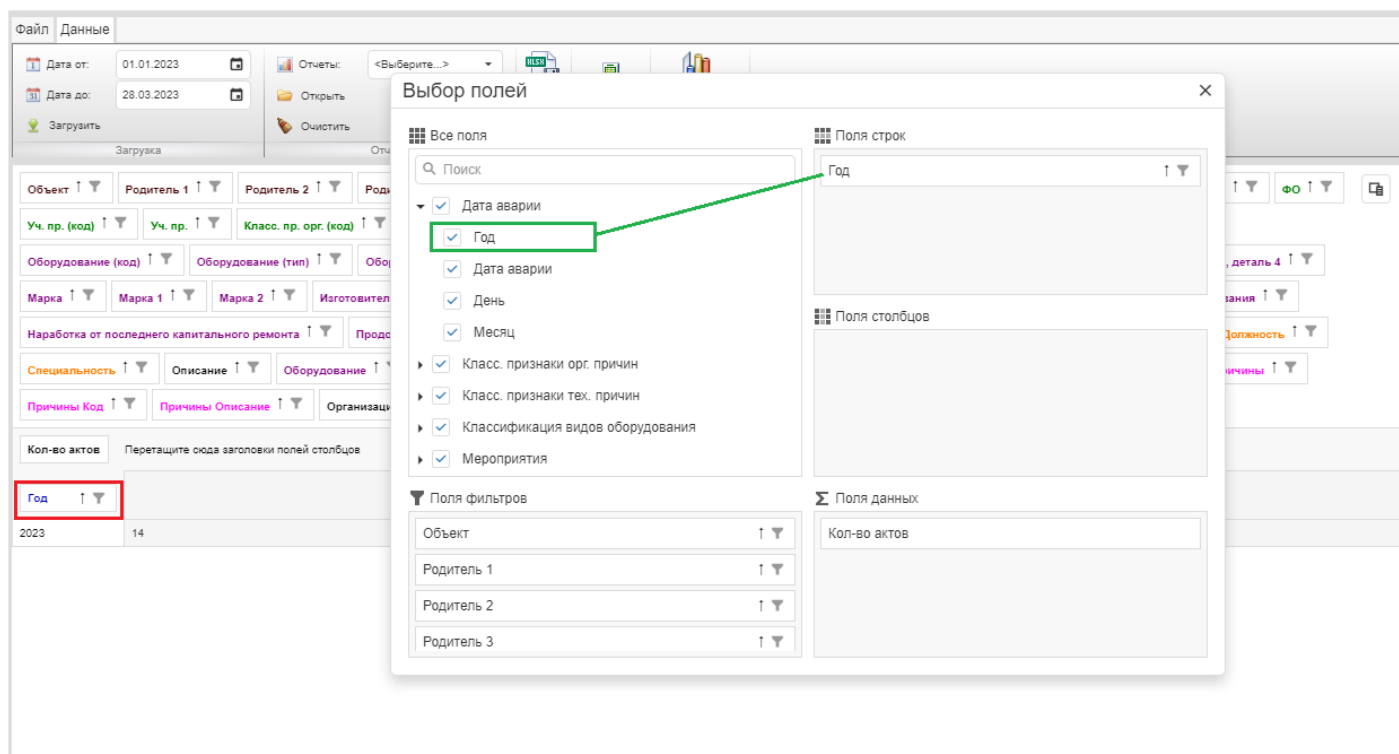 Файл Данные
Дата от: 01.01.2023 Отчеты: <Выберите...> XLSX
Дата до: 28.03.2023 Открыть
Загрузить Очистить
Загрузка
Выбор полей
Все поля
Поиск
Дата аварии
Год
Дата аварии
День
Месяц
Класс. признаки орг. причин
Класс. признаки тех. причин
Классификация видов оборудования
Мероприятия
Поля строк
Год
Поля столбцов
Поля фильтров
Объект
Родитель 1
Родитель 2
Родитель 3
Поля данных
Кол-во актов
Объект Родитель 1 Родитель 2 ФО
Уч. пр. (код) Уч. пр. Класс. пр. орг. (код)
Оборудование (код) Оборудование (тип) , деталь 4
Марка Марка 1 Марка 2
Наработка от последнего капитального ремонта Должность
Специальность Описание Оборудование
Причины Код Причины Описание
Кол-во актов Перетащите сюда заголовки полей столбцов
Год
2023 14